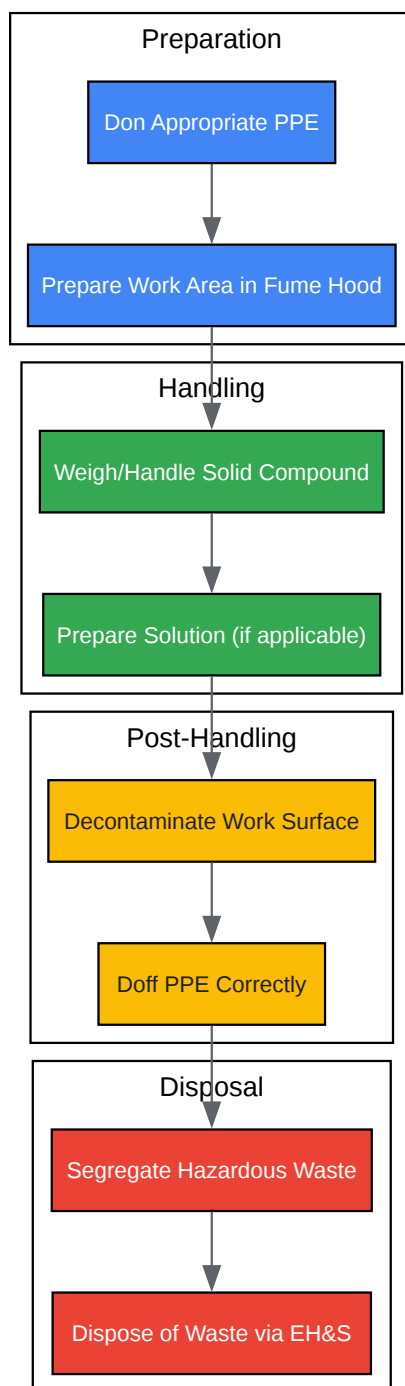 Preparation
Don Appropriate PPE
Prepare Work Area in Fume Hood
Handling
Weigh/Handle Solid Compound
Prepare Solution (if applicable)
Post-Handling
Decontaminate Work Surface
Doff PPE Correctly
Disposal
Segregate Hazardous Waste
Dispose of Waste via EH&S